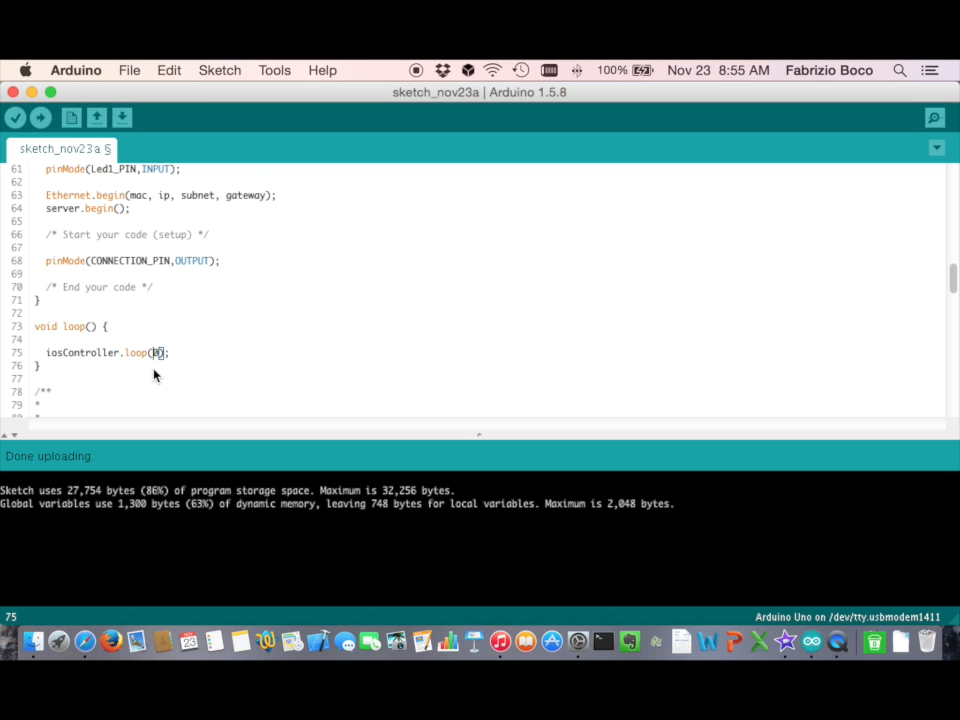 Arduino File Edit Sketch Tools Help 100% Nov 23 8:55 AM Fabrizio Boco
sketch_nov23a | Arduino 1.5.8
sketch_nov23a §
61 pinMode(Led1_PIN,INPUT);
62
63 Ethernet.begin(mac, ip, subnet, gateway);
64 server.begin();
65
66 /* Start your code (setup) */
67
68 pinMode(CONNECTION_PIN,OUTPUT);
69
70 /* End your code */
71 }
72
73 void loop() {
74
75 iosController.loop(0);
76 }
77
78 /**
79 *
80 *
Done uploading.
Sketch uses 27,754 bytes (86%) of program storage space. Maximum is 32,256 bytes.
Global variables use 1,300 bytes (63%) of dynamic memory, leaving 748 bytes for local variables. Maximum is 2,048 bytes.
75 Arduino Uno on /dev/tty.usbmodem1411